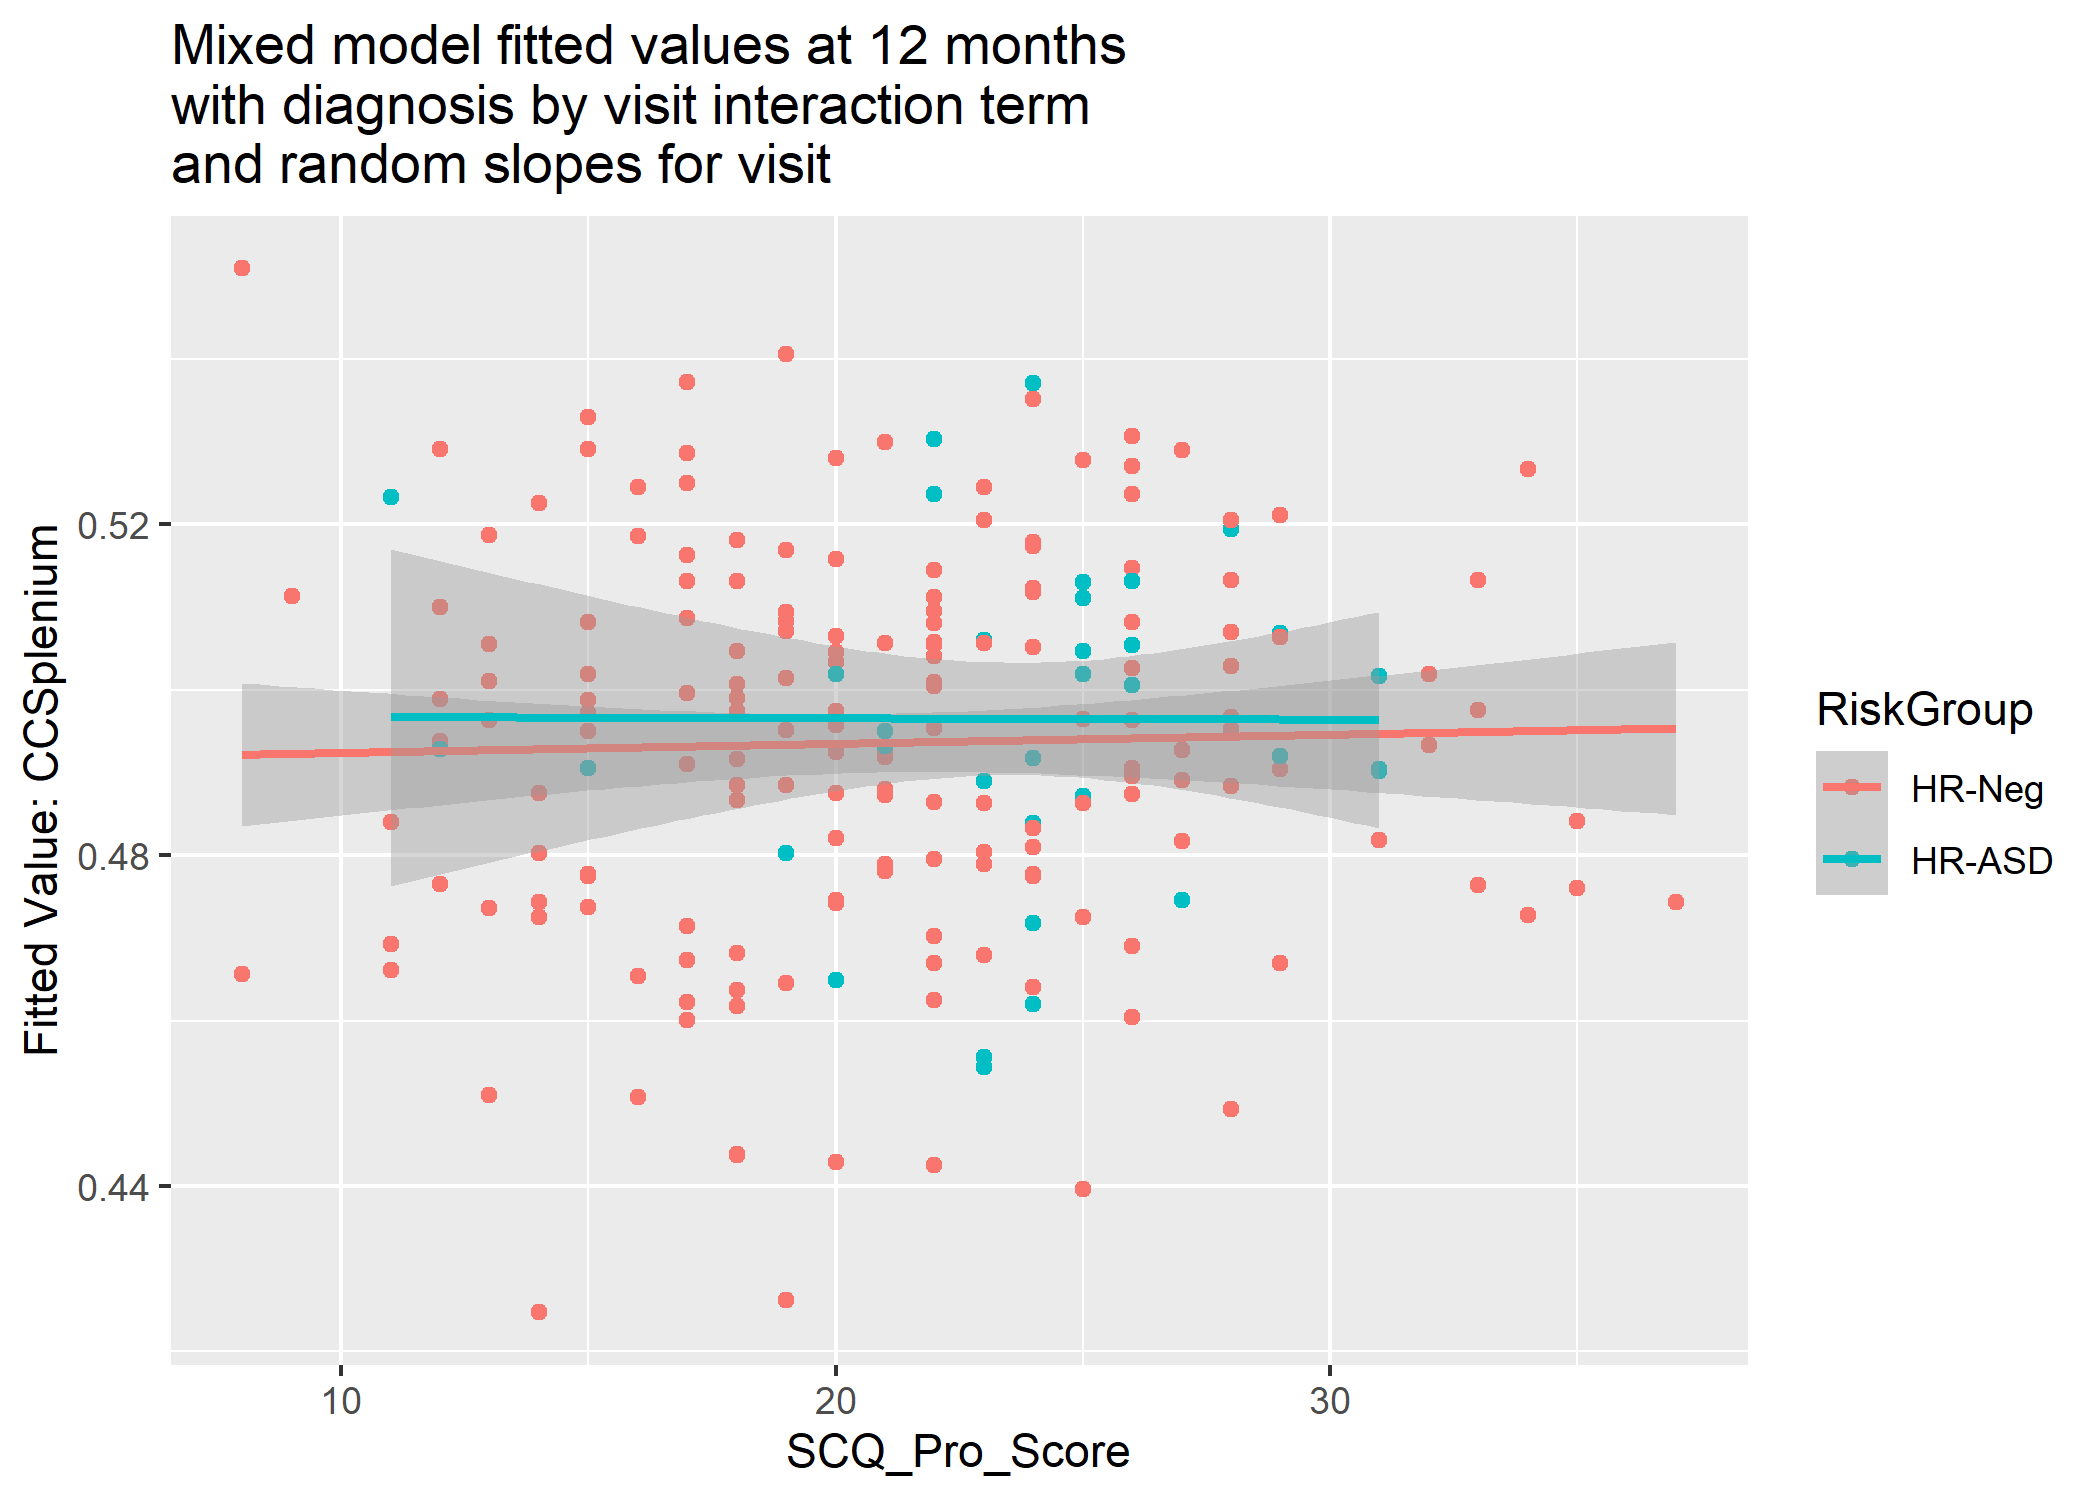 Mixed model fitted values at 12 months
with diagnosis by visit interaction term
and random slopes for visit
Fitted Value: CCSplenium
0.52
0.48
0.44
10
20
30
SCQ_Pro_Score
RiskGroup
HR-Neg
HR-ASD